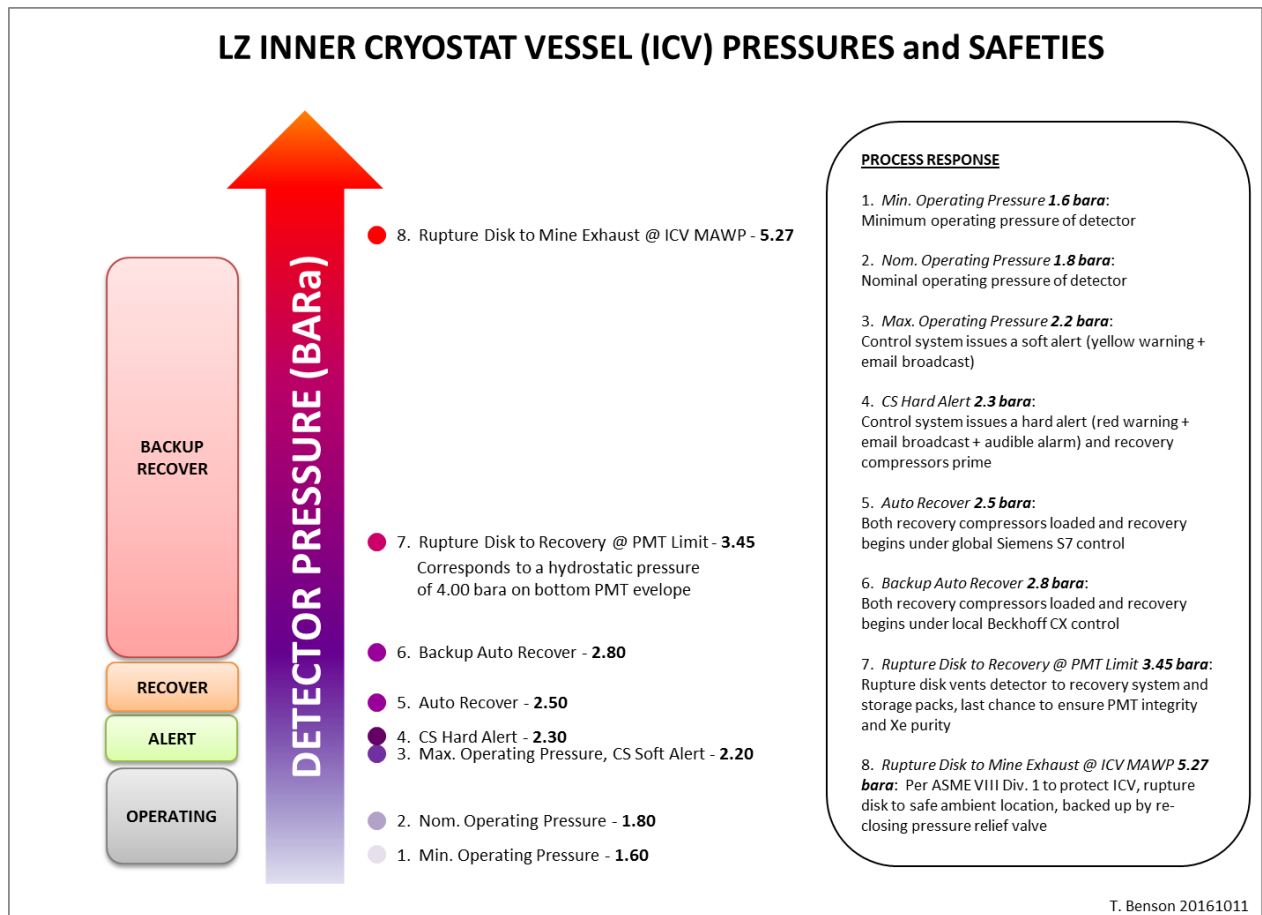 LZ INNER CRYOSTAT VESSEL (ICV) PRESSURES and SAFETIES
DETECTOR PRESSURE (BARa)
BACKUP
RECOVER
RECOVER
ALERT
OPERATING
8. Rupture Disk to Mine Exhaust @ ICV MAWP - 5.27
7. Rupture Disk to Recovery @ PMT Limit - 3.45
Corresponds to a hydrostatic pressure
of 4.00 bara on bottom PMT evelope
6. Backup Auto Recover - 2.80
5. Auto Recover - 2.50
4. CS Hard Alert - 2.30
3. Max. Operating Pressure, CS Soft Alert - 2.20
2. Nom. Operating Pressure - 1.80
1. Min. Operating Pressure - 1.60
PROCESS RESPONSE
1. Min. Operating Pressure 1.6 bara:
Minimum operating pressure of detector
2. Nom. Operating Pressure 1.8 bara:
Nominal operating pressure of detector
3. Max. Operating Pressure 2.2 bara:
Control system issues a soft alert (yellow warning +
email broadcast)
4. CS Hard Alert 2.3 bara:
Control system issues a hard alert (red warning +
email broadcast + audible alarm) and recovery
compressors prime
5. Auto Recover 2.5 bara:
Both recovery compressors loaded and recovery
begins under global Siemens S7 control
6. Backup Auto Recover 2.8 bara:
Both recovery compressors loaded and recovery
begins under local Beckhoff CX control
7. Rupture Disk to Recovery @ PMT Limit 3.45 bara:
Rupture disk vents detector to recovery system and
storage packs, last chance to ensure PMT integrity
and Xe purity
8. Rupture Disk to Mine Exhaust @ ICV MAWP 5.27
bara: Per ASME VIII Div. 1 to protect ICV, rupture
disk to safe ambient location, backed up by re-
closing pressure relief valve
T. Benson 20161011